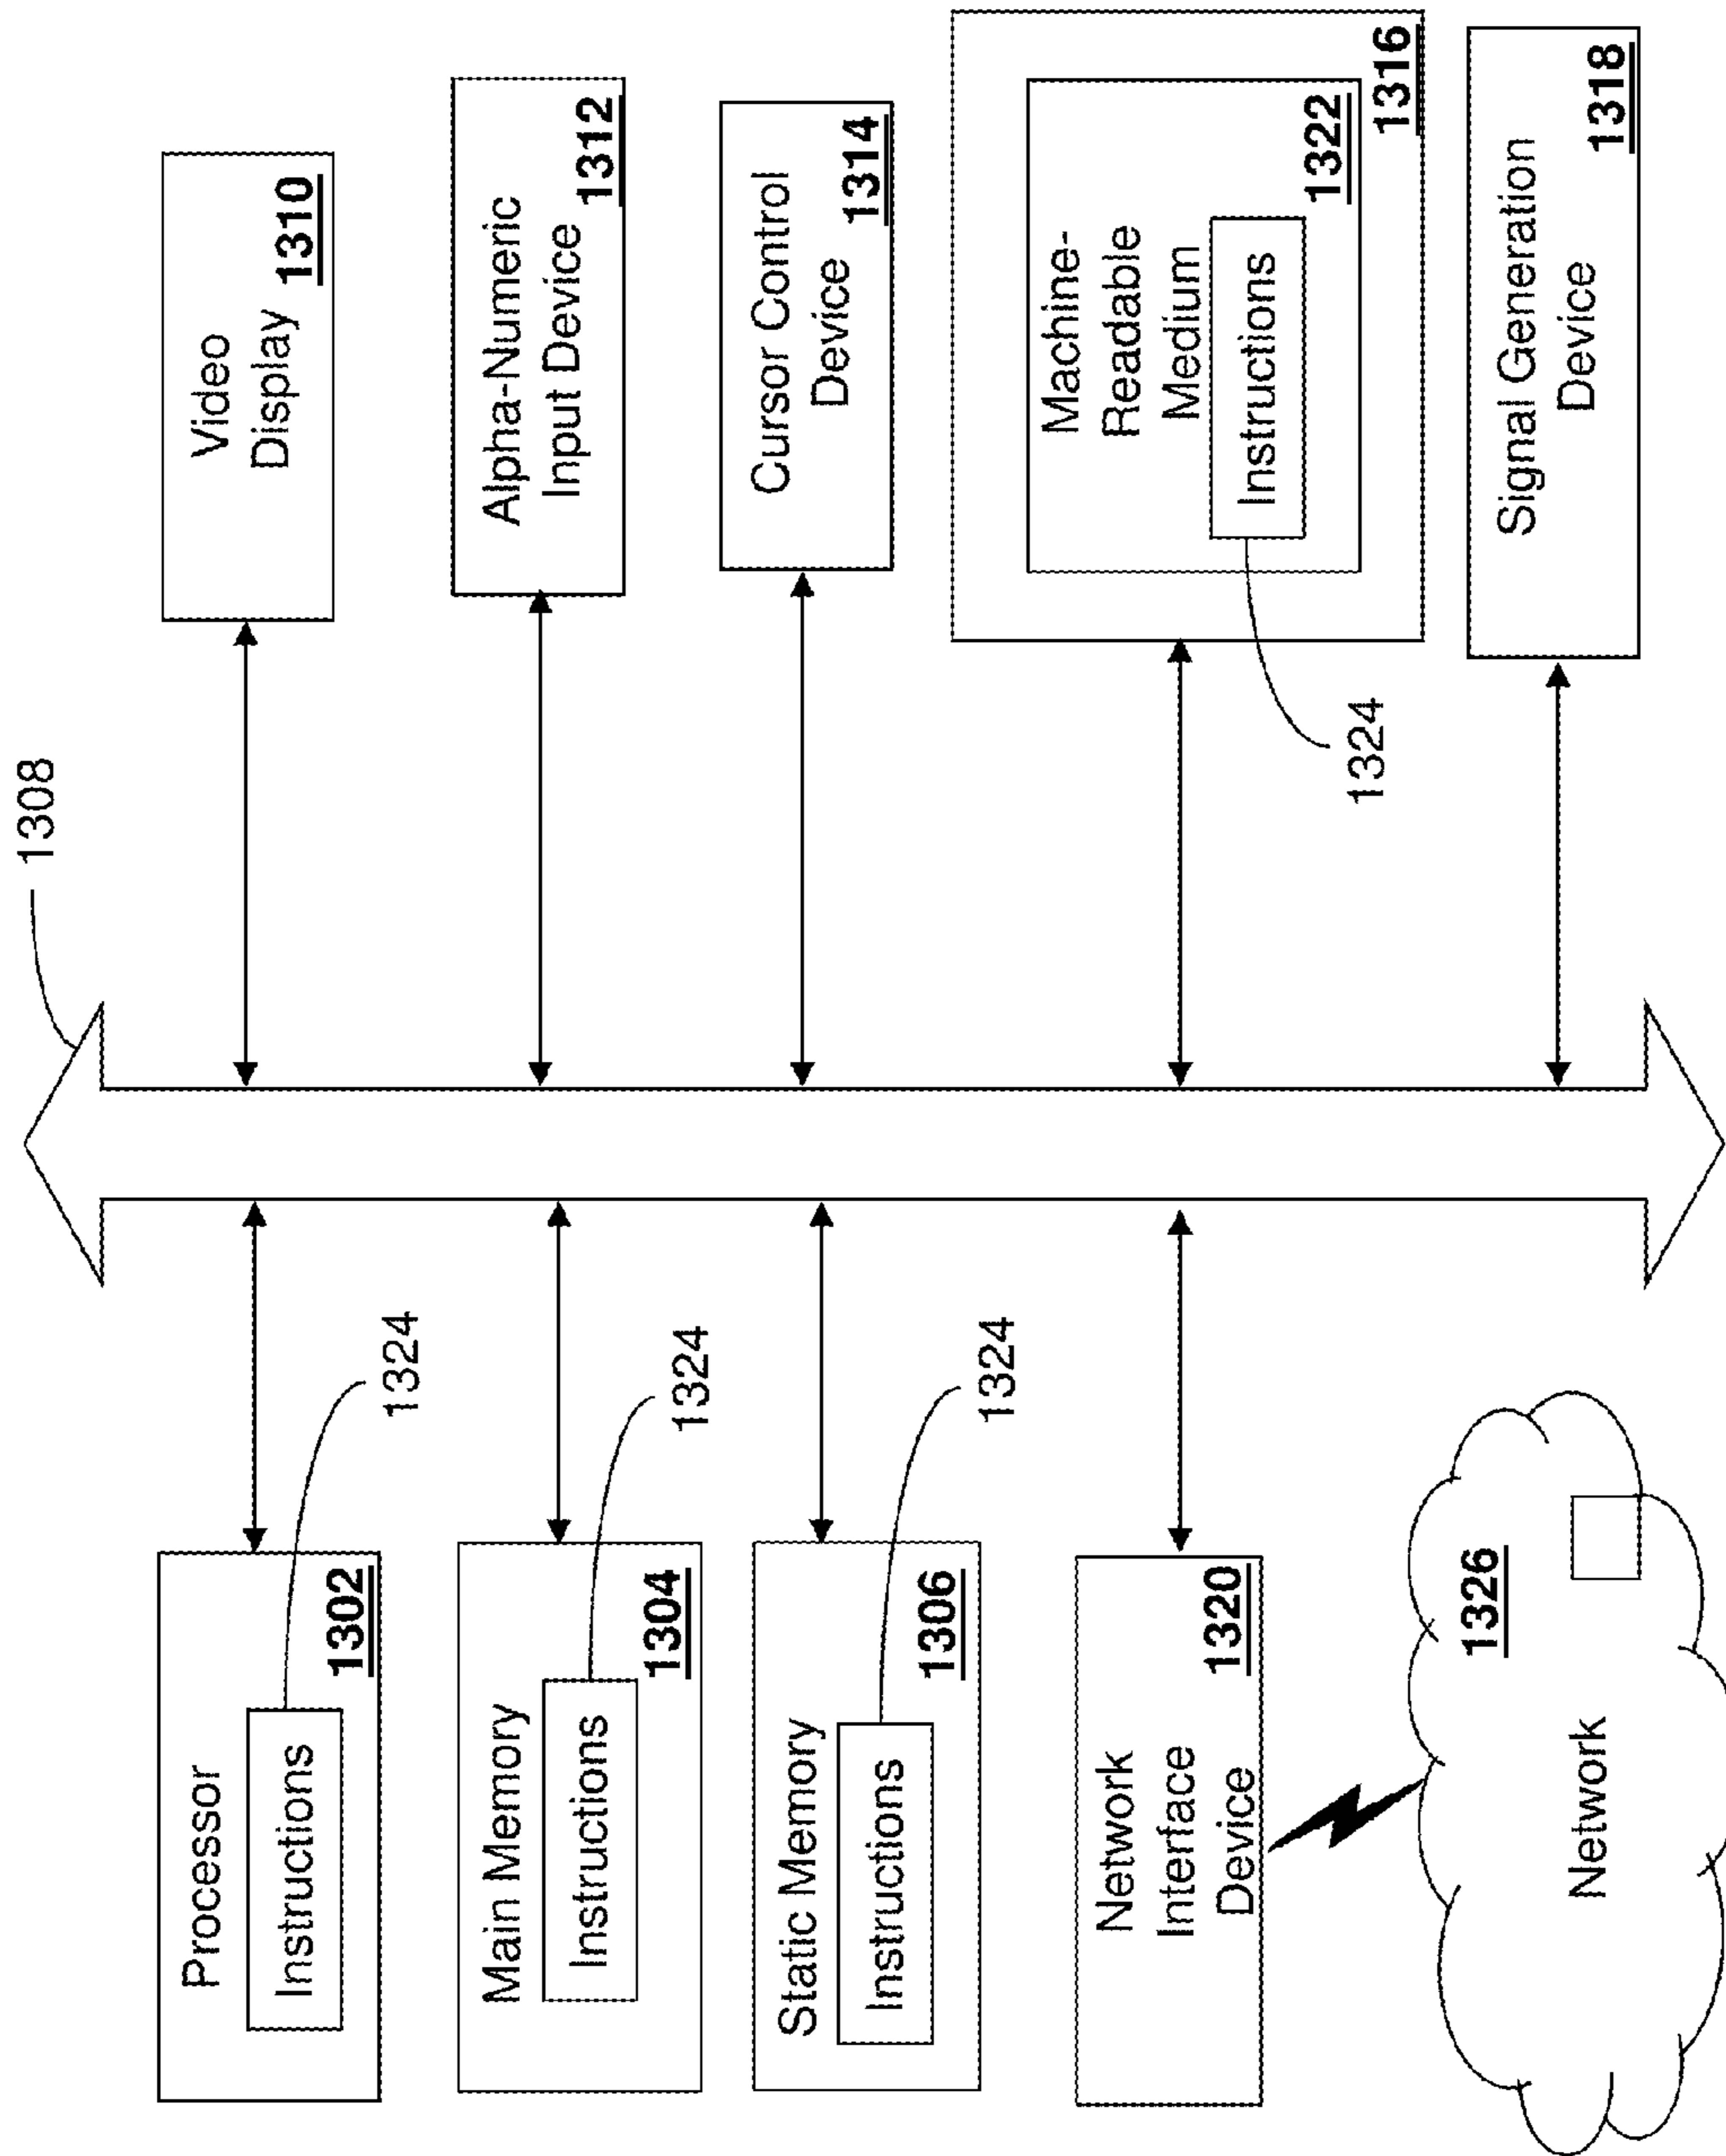 1308
Processor
Instructions
1302
1324
Main Memory
Instructions
1304
1324
Static Memory
Instructions
1306
1324
Network
Interface
Device
1320
1326
Network
Video
Display
1310
Alpha-Numeric
Input Device
1312
Cursor Control
Device
1314
Machine-
Readable
Medium
Instructions
1322
1316
1324
Signal Generation
Device
1318